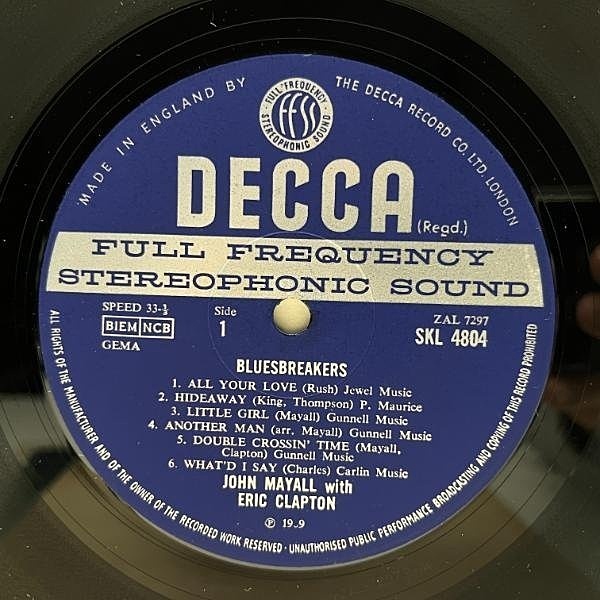 MADE IN ENGLAND BY THE DECCA RECORD CO. LTD. LONDON
FULL FREQUENCY
ffss
STEREOPHONIC SOUND
DECCA
(Regd.)
FULL FREQUENCY
STEREOPHONIC SOUND
SPEED 33-⅓
Side
1
BIEM NCB
GEMA
ZAL 7297
SKL 4804
BLUESBREAKERS
1. ALL YOUR LOVE (Rush) Jewel Music
2. HIDEAWAY (King, Thompson) P. Maurice
3. LITTLE GIRL (Mayall) Gunnell Music
4. ANOTHER MAN (arr. Mayall) Gunnell Music
5. DOUBLE CROSSIN' TIME (Mayall,
Clapton) Gunnell Music
6. WHAT'D I SAY (Charles) Carlin Music
JOHN MAYALL with
ERIC CLAPTON
℗ 19
ALL RIGHTS OF THE MANUFACTURER AND OF THE OWNER OF THE RECORDED WORK RESERVED · UNAUTHORISED PUBLIC PERFORMANCE BROADCASTING AND COPYING OF THIS RECORD PROHIBITED